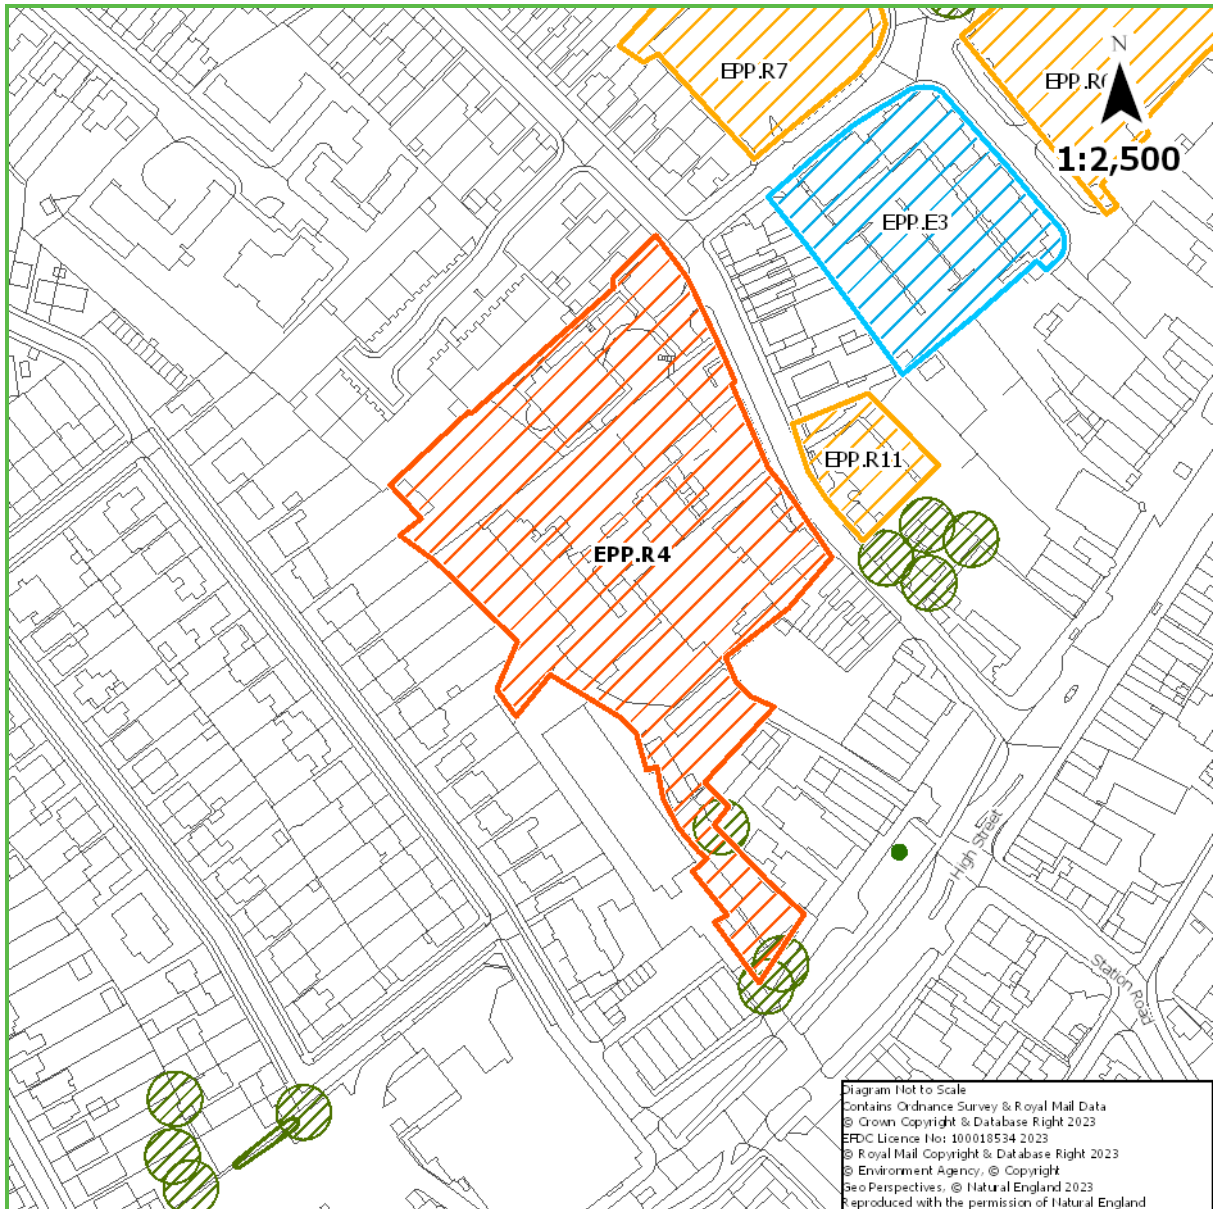 EPP.R7
EPP.R
N
1:2,500
EPP.E3
EPP.R11
EPP.R4
High Street
Station Road
Diagram Not to Scale
Contains Ordnance Survey & Royal Mail Data
© Crown Copyright & Database Right 2023
EFDC Licence No: 100018534 2023
© Royal Mail Copyright & Database Right 2023
© Environment Agency, © Copyright
Geo Perspectives, © Natural England 2023
Reproduced with the permission of Natural England